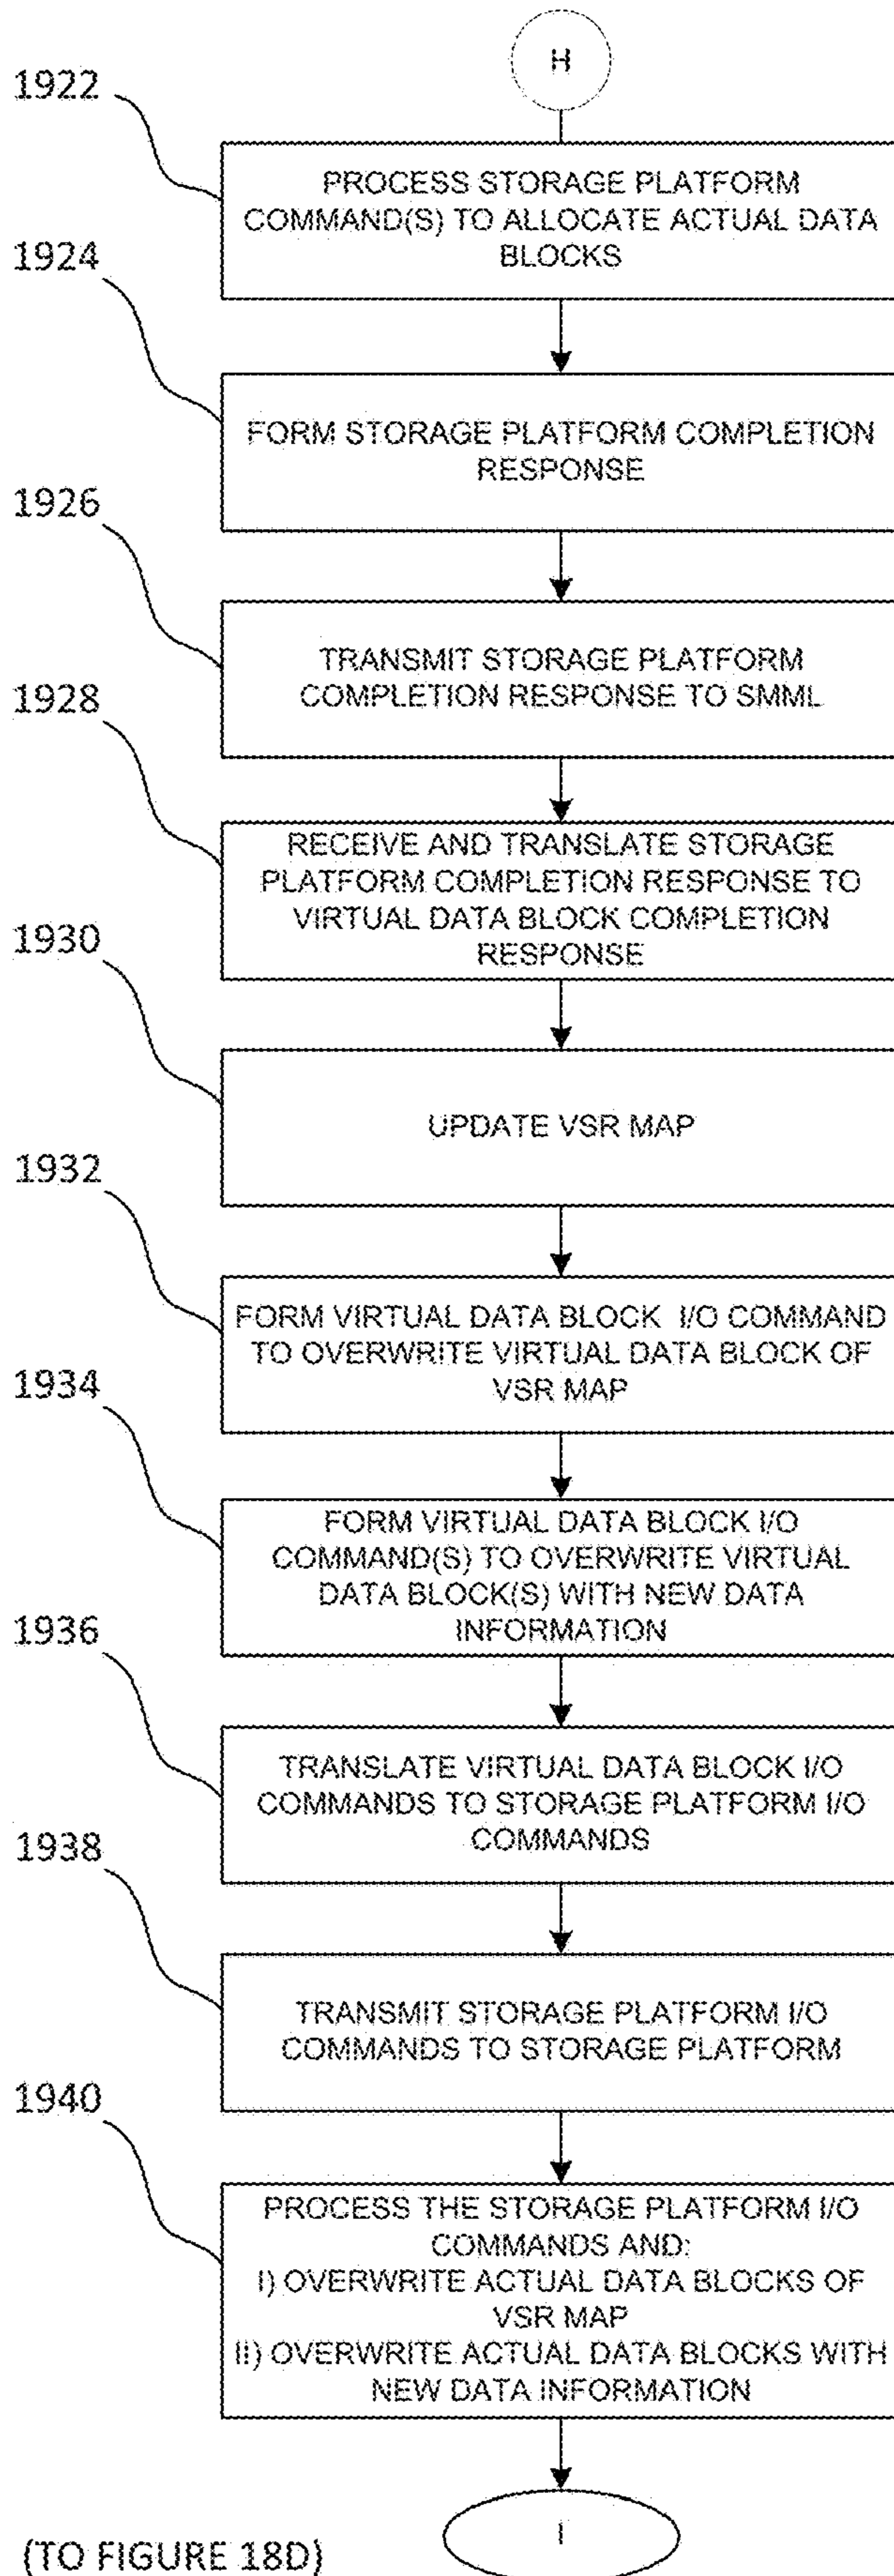 H
1922
PROCESS STORAGE PLATFORM
COMMAND(S) TO ALLOCATE ACTUAL DATA
BLOCKS
1924
FORM STORAGE PLATFORM COMPLETION
RESPONSE
1926
TRANSMIT STORAGE PLATFORM
COMPLETION RESPONSE TO SMML
1928
RECEIVE AND TRANSLATE STORAGE
PLATFORM COMPLETION RESPONSE TO
VIRTUAL DATA BLOCK COMPLETION
RESPONSE
1930
UPDATE VSR MAP
1932
FORM VIRTUAL DATA BLOCK I/O COMMAND
TO OVERWRITE VIRTUAL DATA BLOCK OF
VSR MAP
1934
FORM VIRTUAL DATA BLOCK I/O
COMMAND(S) TO OVERWRITE VIRTUAL
DATA BLOCK(S) WITH NEW DATA
INFORMATION
1936
TRANSLATE VIRTUAL DATA BLOCK I/O
COMMANDS TO STORAGE PLATFORM I/O
COMMANDS
1938
TRANSMIT STORAGE PLATFORM I/O
COMMANDS TO STORAGE PLATFORM
1940
PROCESS THE STORAGE PLATFORM I/O
COMMANDS AND:
I) OVERWRITE ACTUAL DATA BLOCKS OF
VSR MAP
II) OVERWRITE ACTUAL DATA BLOCKS WITH
NEW DATA INFORMATION
I
(TO FIGURE 18D)